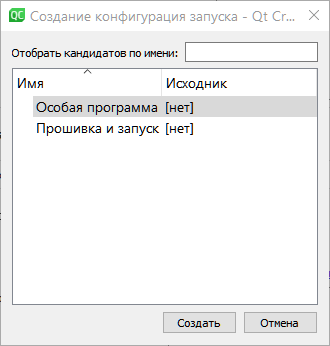 QC Создание конфигурация запуска - Qt Cr...
Отобрать кандидатов по имени:
Имя Исходник
Особая программа [нет]
Прошивка и запуск [нет]
Создать Отмена